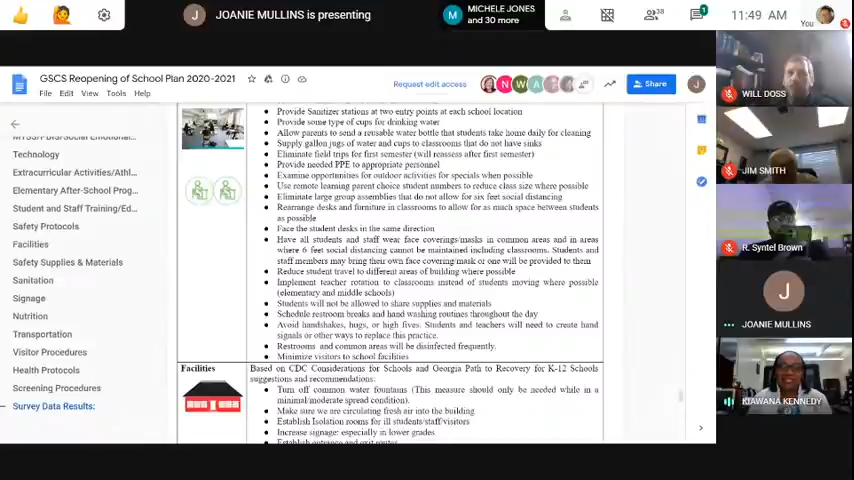 J JOANIE MULLINS is presenting
M MICHELE JONES
and 30 more
38
1
11:49 AM
You
GSCS Reopening of School Plan 2020-2021
File Edit View Tools Help
Request edit access
N W A
Share
J
Technology
Extracurricular Activities/Athl...
Elementary After-School Prog...
Student and Staff Training/Ed...
Safety Protocols
Facilities
Safety Supplies & Materials
Sanitation
Signage
Nutrition
Transportation
Visitor Procedures
Health Protocols
Screening Procedures
Survey Data Results:
Provide Sanitizer stations at two entry points at each school location
Provide some type of cups for drinking water
Allow parents to send a reusable water bottle that students take home daily for cleaning
Supply gallon jugs of water and cups to classrooms that do not have sinks
Eliminate field trips for first semester (will reassess after first semester)
Provide needed PPE to appropriate personnel
Examine opportunities for outdoor activities for specials when possible
Use remote learning parent choice student numbers to reduce class size where possible
Eliminate large group assemblies that do not allow for six feet social distancing
Rearrange desks and furniture in classrooms to allow for as much space between students
as possible
Face the student desks in the same direction
Have all students and staff wear face coverings/masks in common areas and in areas
where 6 feet social distancing cannot be maintained including classrooms. Students and
staff members may bring their own face covering/mask or one will be provided to them
Reduce student travel to different areas of building where possible
Implement teacher rotation to classrooms instead of students moving where possible
(elementary and middle schools)
Students will not be allowed to share supplies and materials
Schedule restroom breaks and hand washing routines throughout the day
Avoid handshakes, hugs, or high fives. Students and teachers will need to create hand
signals or other ways to replace this practice.
Restrooms and common areas will be disinfected frequently.
Minimize visitors to school facilities
Facilities
Based on CDC Considerations for Schools and Georgia Path to Recovery for K-12 Schools
suggestions and recommendations:
Turn off common water fountains (This measure should only be needed while in a
minimal/moderate spread condition).
Make sure we are circulating fresh air into the building
Establish Isolation rooms for ill students/staff/visitors
Increase signage: especially in lower grades
Establish entrance and exit routes
WILL DOSS
JIM SMITH
R. Syntel Brown
J
JOANIE MULLINS
KIAWANA KENNEDY